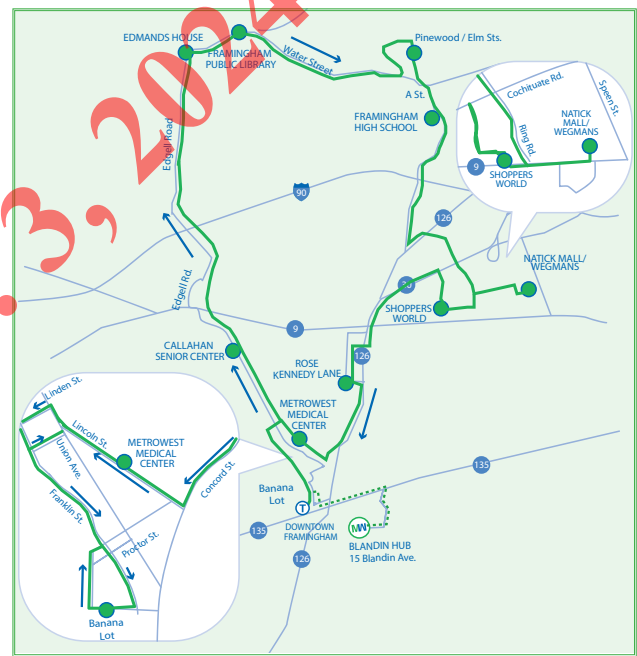 3, 2024
EDMANDS HOUSE
FRAMINGHAM
PUBLIC LIBRARY
Water Street
Pinewood / Elm Sts.
A St.
FRAMINGHAM
HIGH SCHOOL
Cochituate Rd.
Speen St.
Ring Rd.
NATICK
MALL/
WEGMANS
9
SHOPPERS
WORLD
Edgell Road
90
126
NATICK MALL/
WEGMANS
30
SHOPPERS
WORLD
Edgell Rd.
9
CALLAHAN
SENIOR CENTER
126
ROSE
KENNEDY LANE
METROWEST
MEDICAL
CENTER
Linden St.
Lincoln St.
METROWEST
MEDICAL
CENTER
Union Ave.
Concord St.
Franklin St.
Proctor St.
Banana
Lot
135
Banana
Lot
T
DOWNTOWN
FRAMINGHAM
135
MW
BLANDIN HUB
15 Blandin Ave.
126